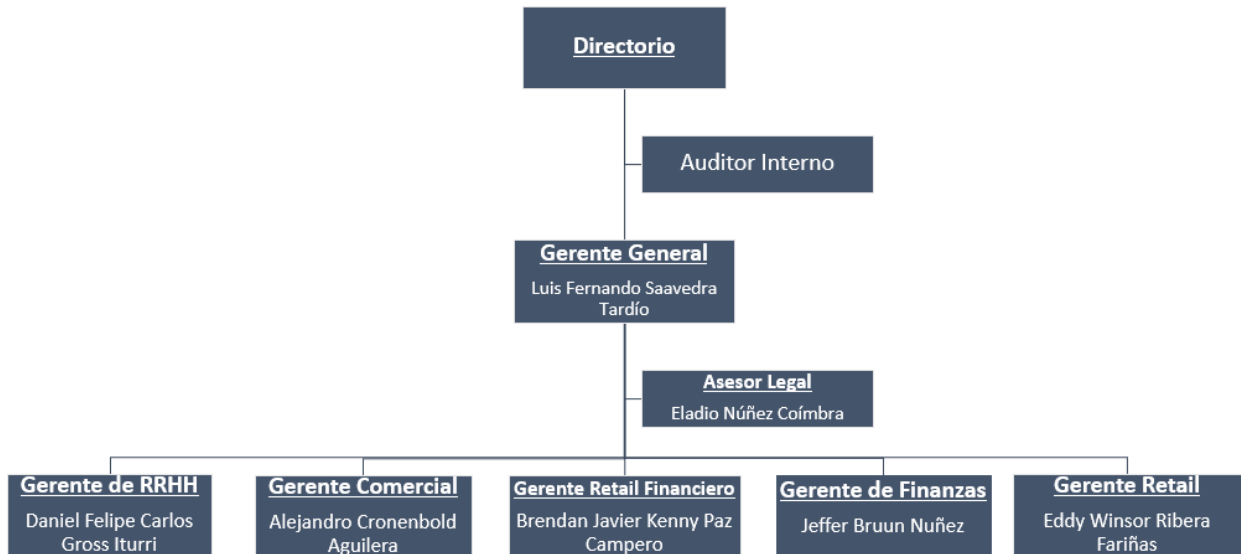 Directorio
Auditor Interno
Gerente General
Luis Fernando Saavedra
Tardío
Asesor Legal
Eladio Núñez Coímbra
Gerente de RRHH
Daniel Felipe Carlos
Gross Iturri
Gerente Comercial
Alejandro Cronenbold
Aguilera
Gerente Retail Financiero
Brendan Javier Kenny Paz
Campero
Gerente de Finanzas
Jeffer Bruun Nuñez
Gerente Retail
Eddy Winsor Ribera
Fariñas